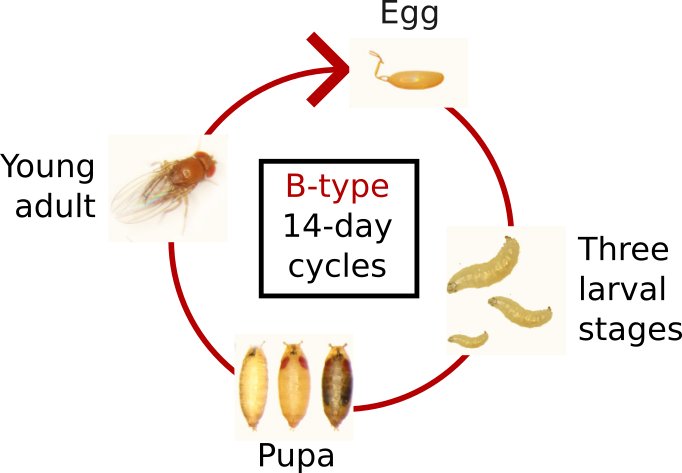 Egg
Young
adult
B-type
14-day
cycles
Three
larval
stages
Pupa